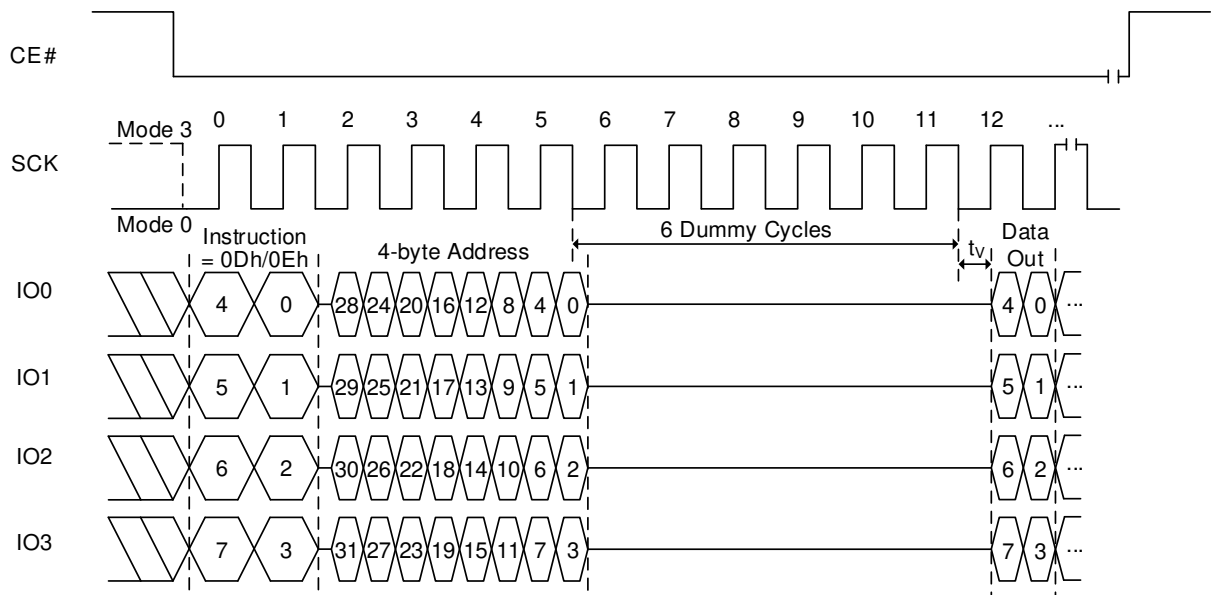 CE#
0 1 2 3 4 5 6 7 8 9 10 11 12 ...
Mode 3
SCK
Mode 0
Instruction
= 0Dh/0Eh
4-byte Address
6 Dummy Cycles
tV
Data
Out
IO0 4 0 28 24 20 16 12 8 4 0 4 0 ...
IO1 5 1 29 25 21 17 13 9 5 1 5 1 ...
IO2 6 2 30 26 22 18 14 10 6 2 6 2 ...
IO3 7 3 31 27 23 19 15 11 7 3 7 3 ...